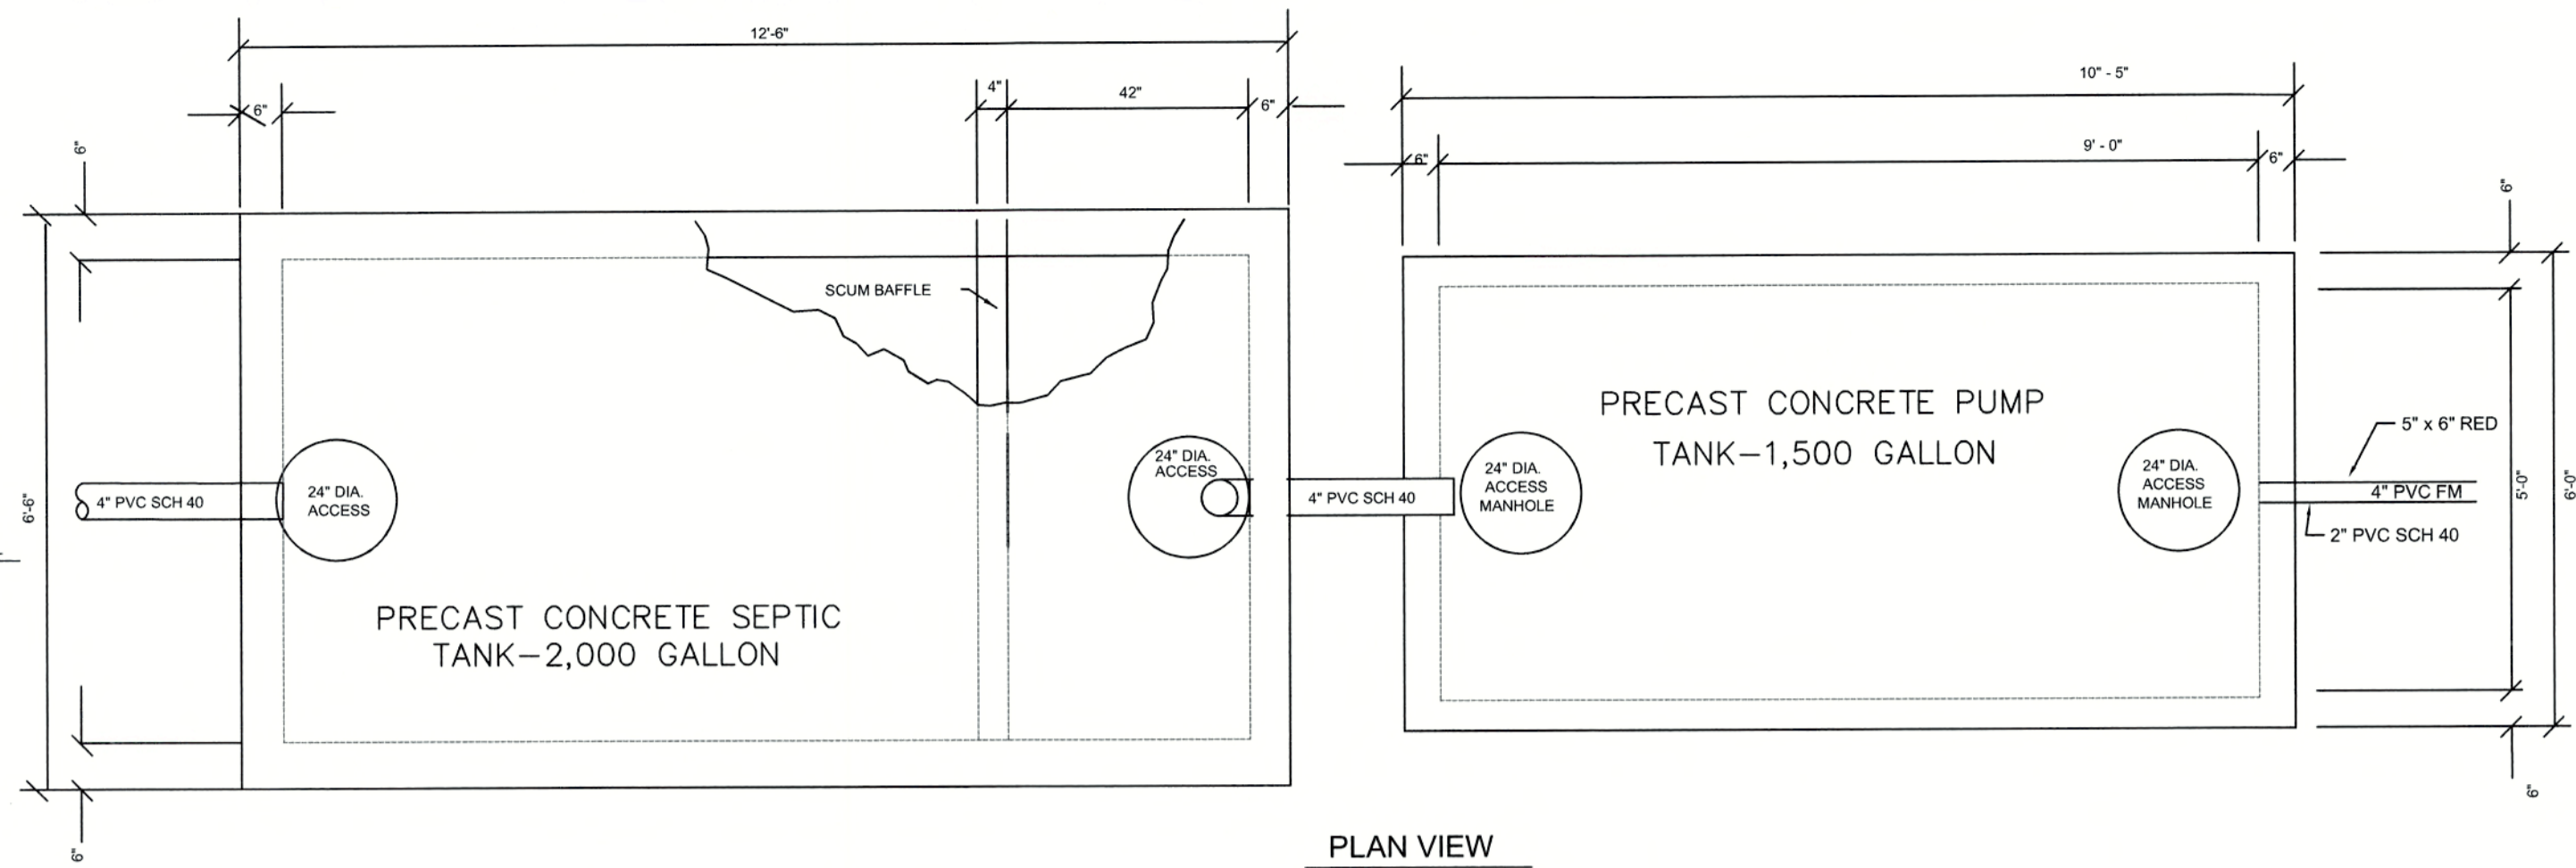 12'-6"
10" - 5"
4"
42"
6"
6"
9' - 0"
6"
6"
6"
6"
SCUM BAFFLE
PRECAST CONCRETE PUMP
TANK-1,500 GALLON
5" x 6" RED
24" DIA.
ACCESS
24" DIA.
ACCESS
MANHOLE
24" DIA.
ACCESS
MANHOLE
6'-6"
4" PVC SCH 40
24" DIA.
ACCESS
4" PVC SCH 40
4" PVC FM
5'-0"
6'-0"
2" PVC SCH 40
PRECAST CONCRETE SEPTIC
TANK-2,000 GALLON
6"
6"
PLAN VIEW